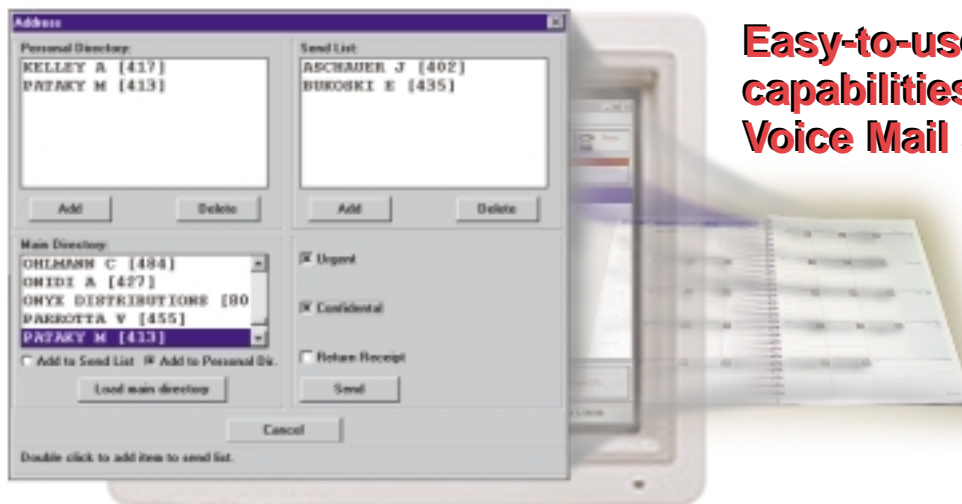 Address
Personal Directory:
KELLEY A [417]
PATAKY M [413]
Add
Delete
Send List:
ASCHAUER J [402]
BUKOSKI E [435]
Add
Delete
Main Directory:
OHLMANN C [484]
ONIDI A [427]
ONYX DISTRIBUTIONS [80
PARROTTA V [455]
PATAKY M [413]
Add to Send List
Add to Personal Dir.
Load main directory
Urgent
Confidental
Return Receipt
Send
Cancel
Double click to add item to send list.
Easy-to-use
capabilities
Voice Mail